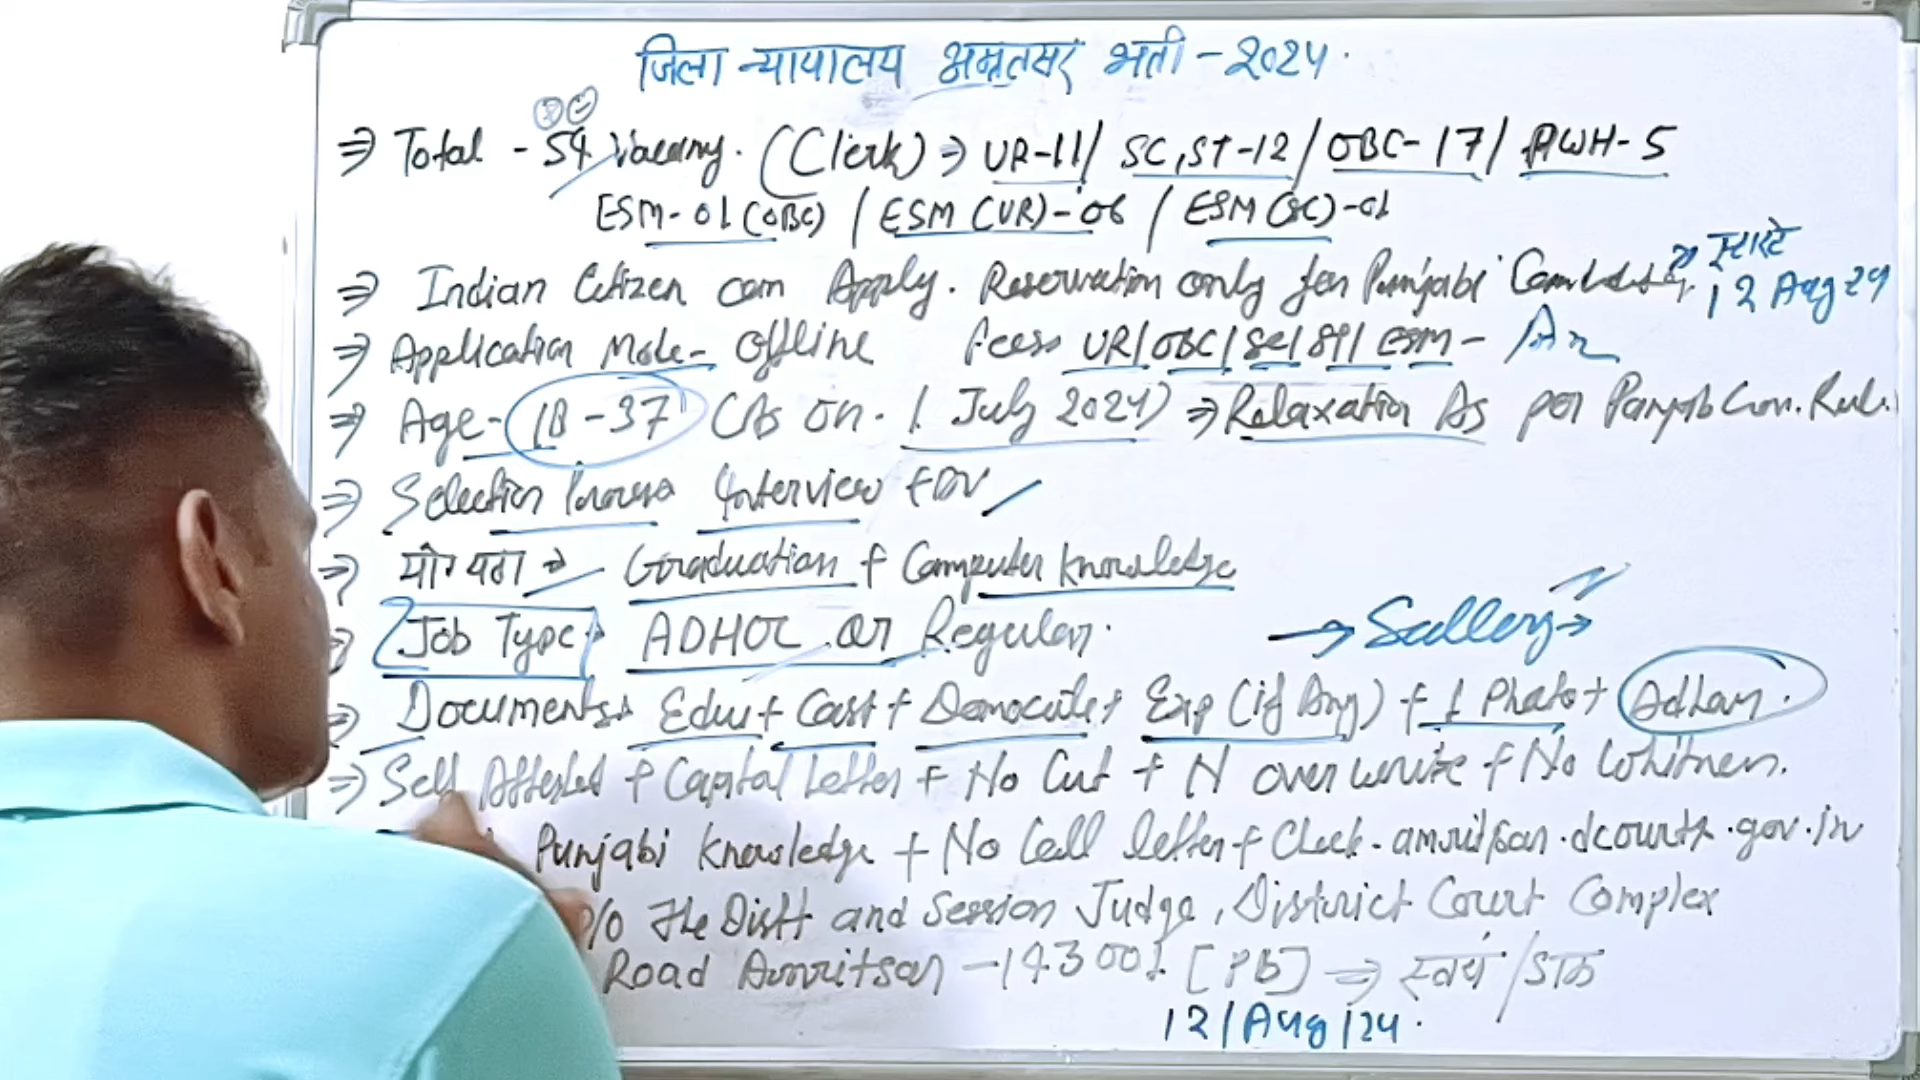 जिला न्यायालय अमृतसर भर्ती - 2024.
⇒ Total - 54 Vacancy. (Clerk) → UR-11/ SC,ST-12/OBC-17/ PWH-5
ESM-01(OBC) / ESM (UR)-06 / ESM (SC)-01
⇒ Indian Citizen can Apply. Reservation only for Punjabi Candidate
⇒ स्टार्ट
12 Aug 24
⇒ Application Mode- Offline Fees UR/OBC/SC/ST/ESM-
⇒ Age- 18-37 (As on. 1 July 2024) ⇒ Relaxation As per Punjab Gov. Rule.
⇒ Selection Process Interview + DV
⇒ योग्यता → Graduation + Computer Knowledge
⇒ Job Type → ADHOC or Regular.
→ Sallery →
⇒ Documents → Edu + Cast + Domocile + Exp (if Any) + 1 Photo + Adhar.
⇒ Self Attested + Capital Letter + No Cut + N over write + No Whitner.
Punjabi Knowledge + No Call letter + Check - amritsar.dcourts.gov.in
O/o The Distt and Session Judge, District Court Complex
Road Amritsar - 143001 [PB] ⇒ स्वयं / डाक
12/Aug/24.